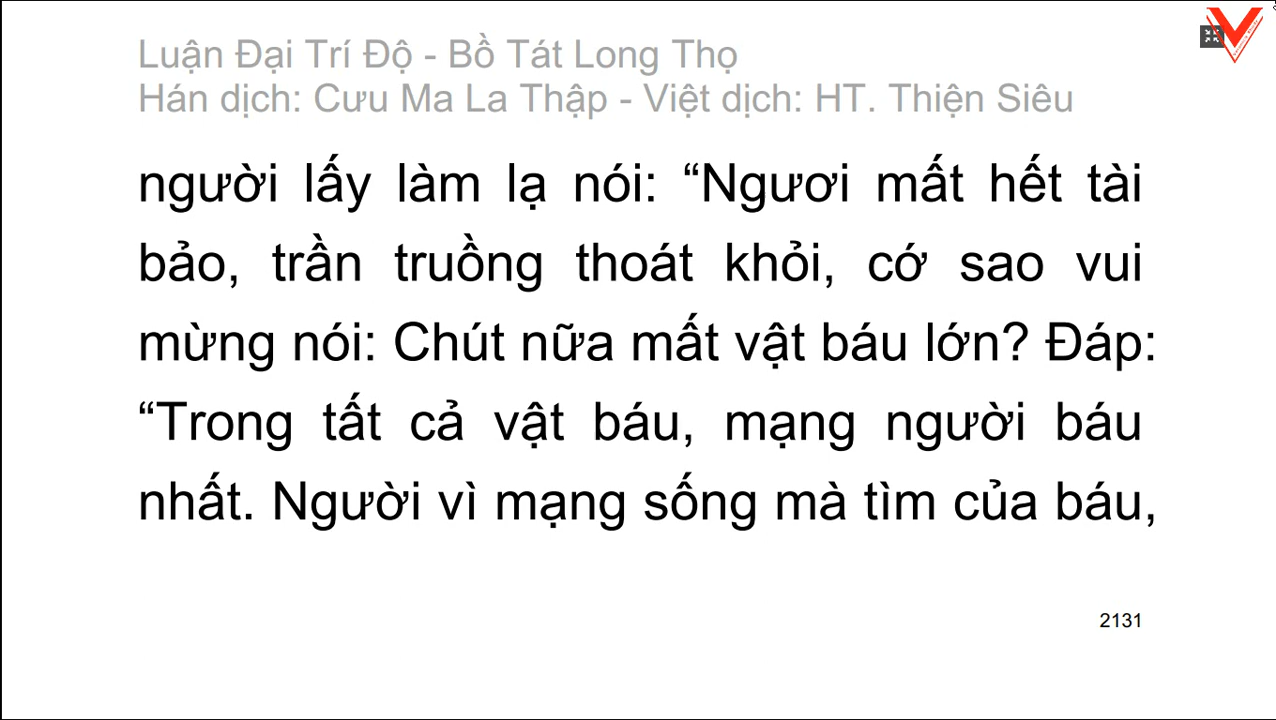 Luận Đại Trí Độ - Bồ Tát Long Thọ
Hán dịch: Cưu Ma La Thập - Việt dịch: HT. Thiện Siêu
người lấy làm lạ nói: “Ngươi mất hết tài
bảo, trần truồng thoát khỏi, cớ sao vui
mừng nói: Chút nữa mất vật báu lớn? Đáp:
“Trong tất cả vật báu, mạng người báu
nhất. Người vì mạng sống mà tìm của báu,
2131